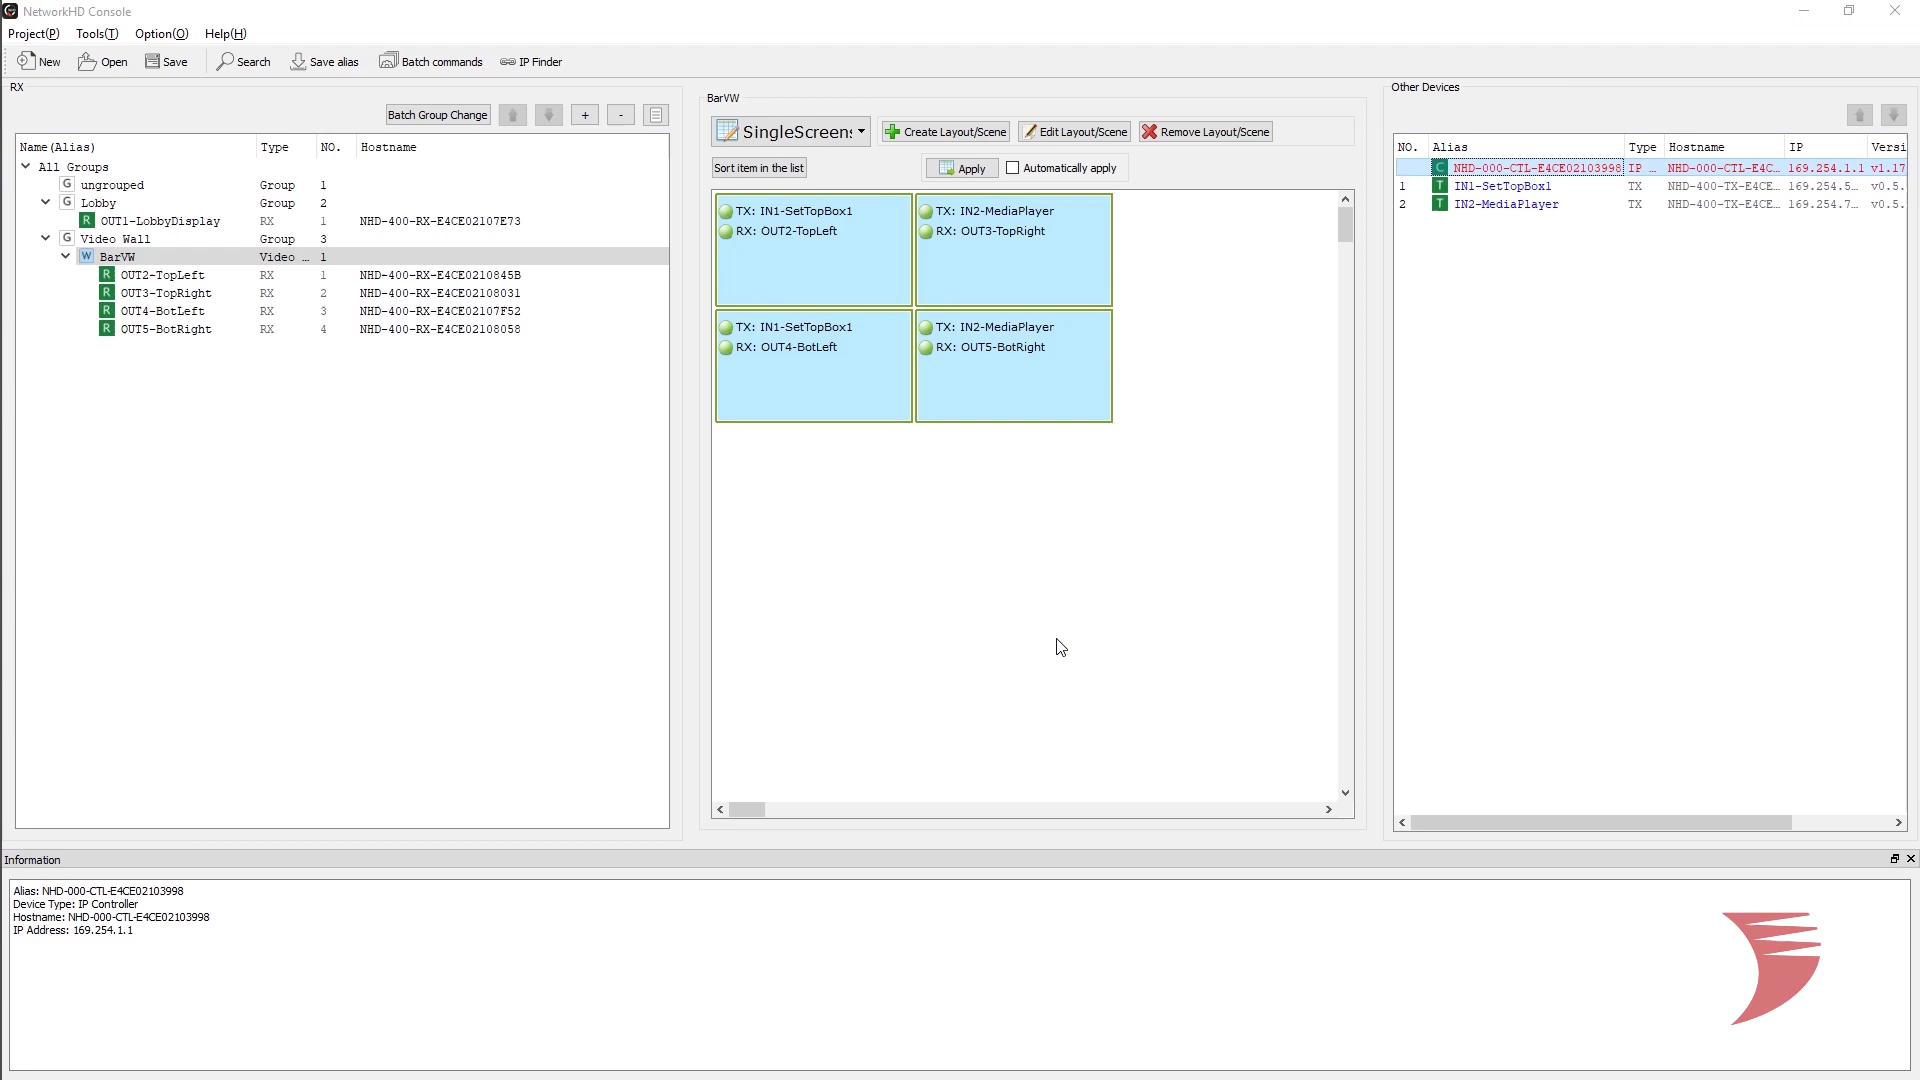 NetworkHD Console
Project(P) Tools(T) Option(O) Help(H)
New Open Save Search Save alias Batch commands IP Finder
RX
Batch Group Change + -
Name(Alias) Type NO. Hostname
All Groups
G ungrouped Group 1
G Lobby Group 2
R OUT1-LobbyDisplay RX 1 NHD-400-RX-E4CE02107E73
G Video Wall Group 3
W BarVW Video ... 1
R OUT2-TopLeft RX 1 NHD-400-RX-E4CE0210845B
R OUT3-TopRight RX 2 NHD-400-RX-E4CE02108031
R OUT4-BotLeft RX 3 NHD-400-RX-E4CE02107F52
R OUT5-BotRight RX 4 NHD-400-RX-E4CE02108058
BarVW
SingleScreen: Create Layout/Scene Edit Layout/Scene Remove Layout/Scene
Sort item in the list Apply Automatically apply
TX: IN1-SetTopBox1
RX: OUT2-TopLeft
TX: IN2-MediaPlayer
RX: OUT3-TopRight
TX: IN1-SetTopBox1
RX: OUT4-BotLeft
TX: IN2-MediaPlayer
RX: OUT5-BotRight
Other Devices
NO. Alias Type Hostname IP Versi
C NHD-000-CTL-E4CE02103998 IP ... NHD-000-CTL-E4C... 169.254.1.1 v1.17
1 T IN1-SetTopBox1 TX NHD-400-TX-E4CE... 169.254.5... v0.5.
2 T IN2-MediaPlayer TX NHD-400-TX-E4CE... 169.254.7... v0.5.
Information
Alias: NHD-000-CTL-E4CE02103998
Device Type: IP Controller
Hostname: NHD-000-CTL-E4CE02103998
IP Address: 169.254.1.1